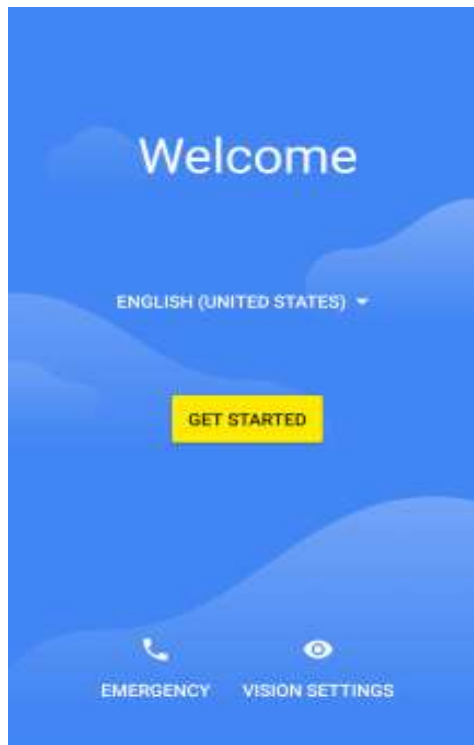 Welcome
ENGLISH (UNITED STATES)
GET STARTED
EMERGENCY VISION SETTINGS